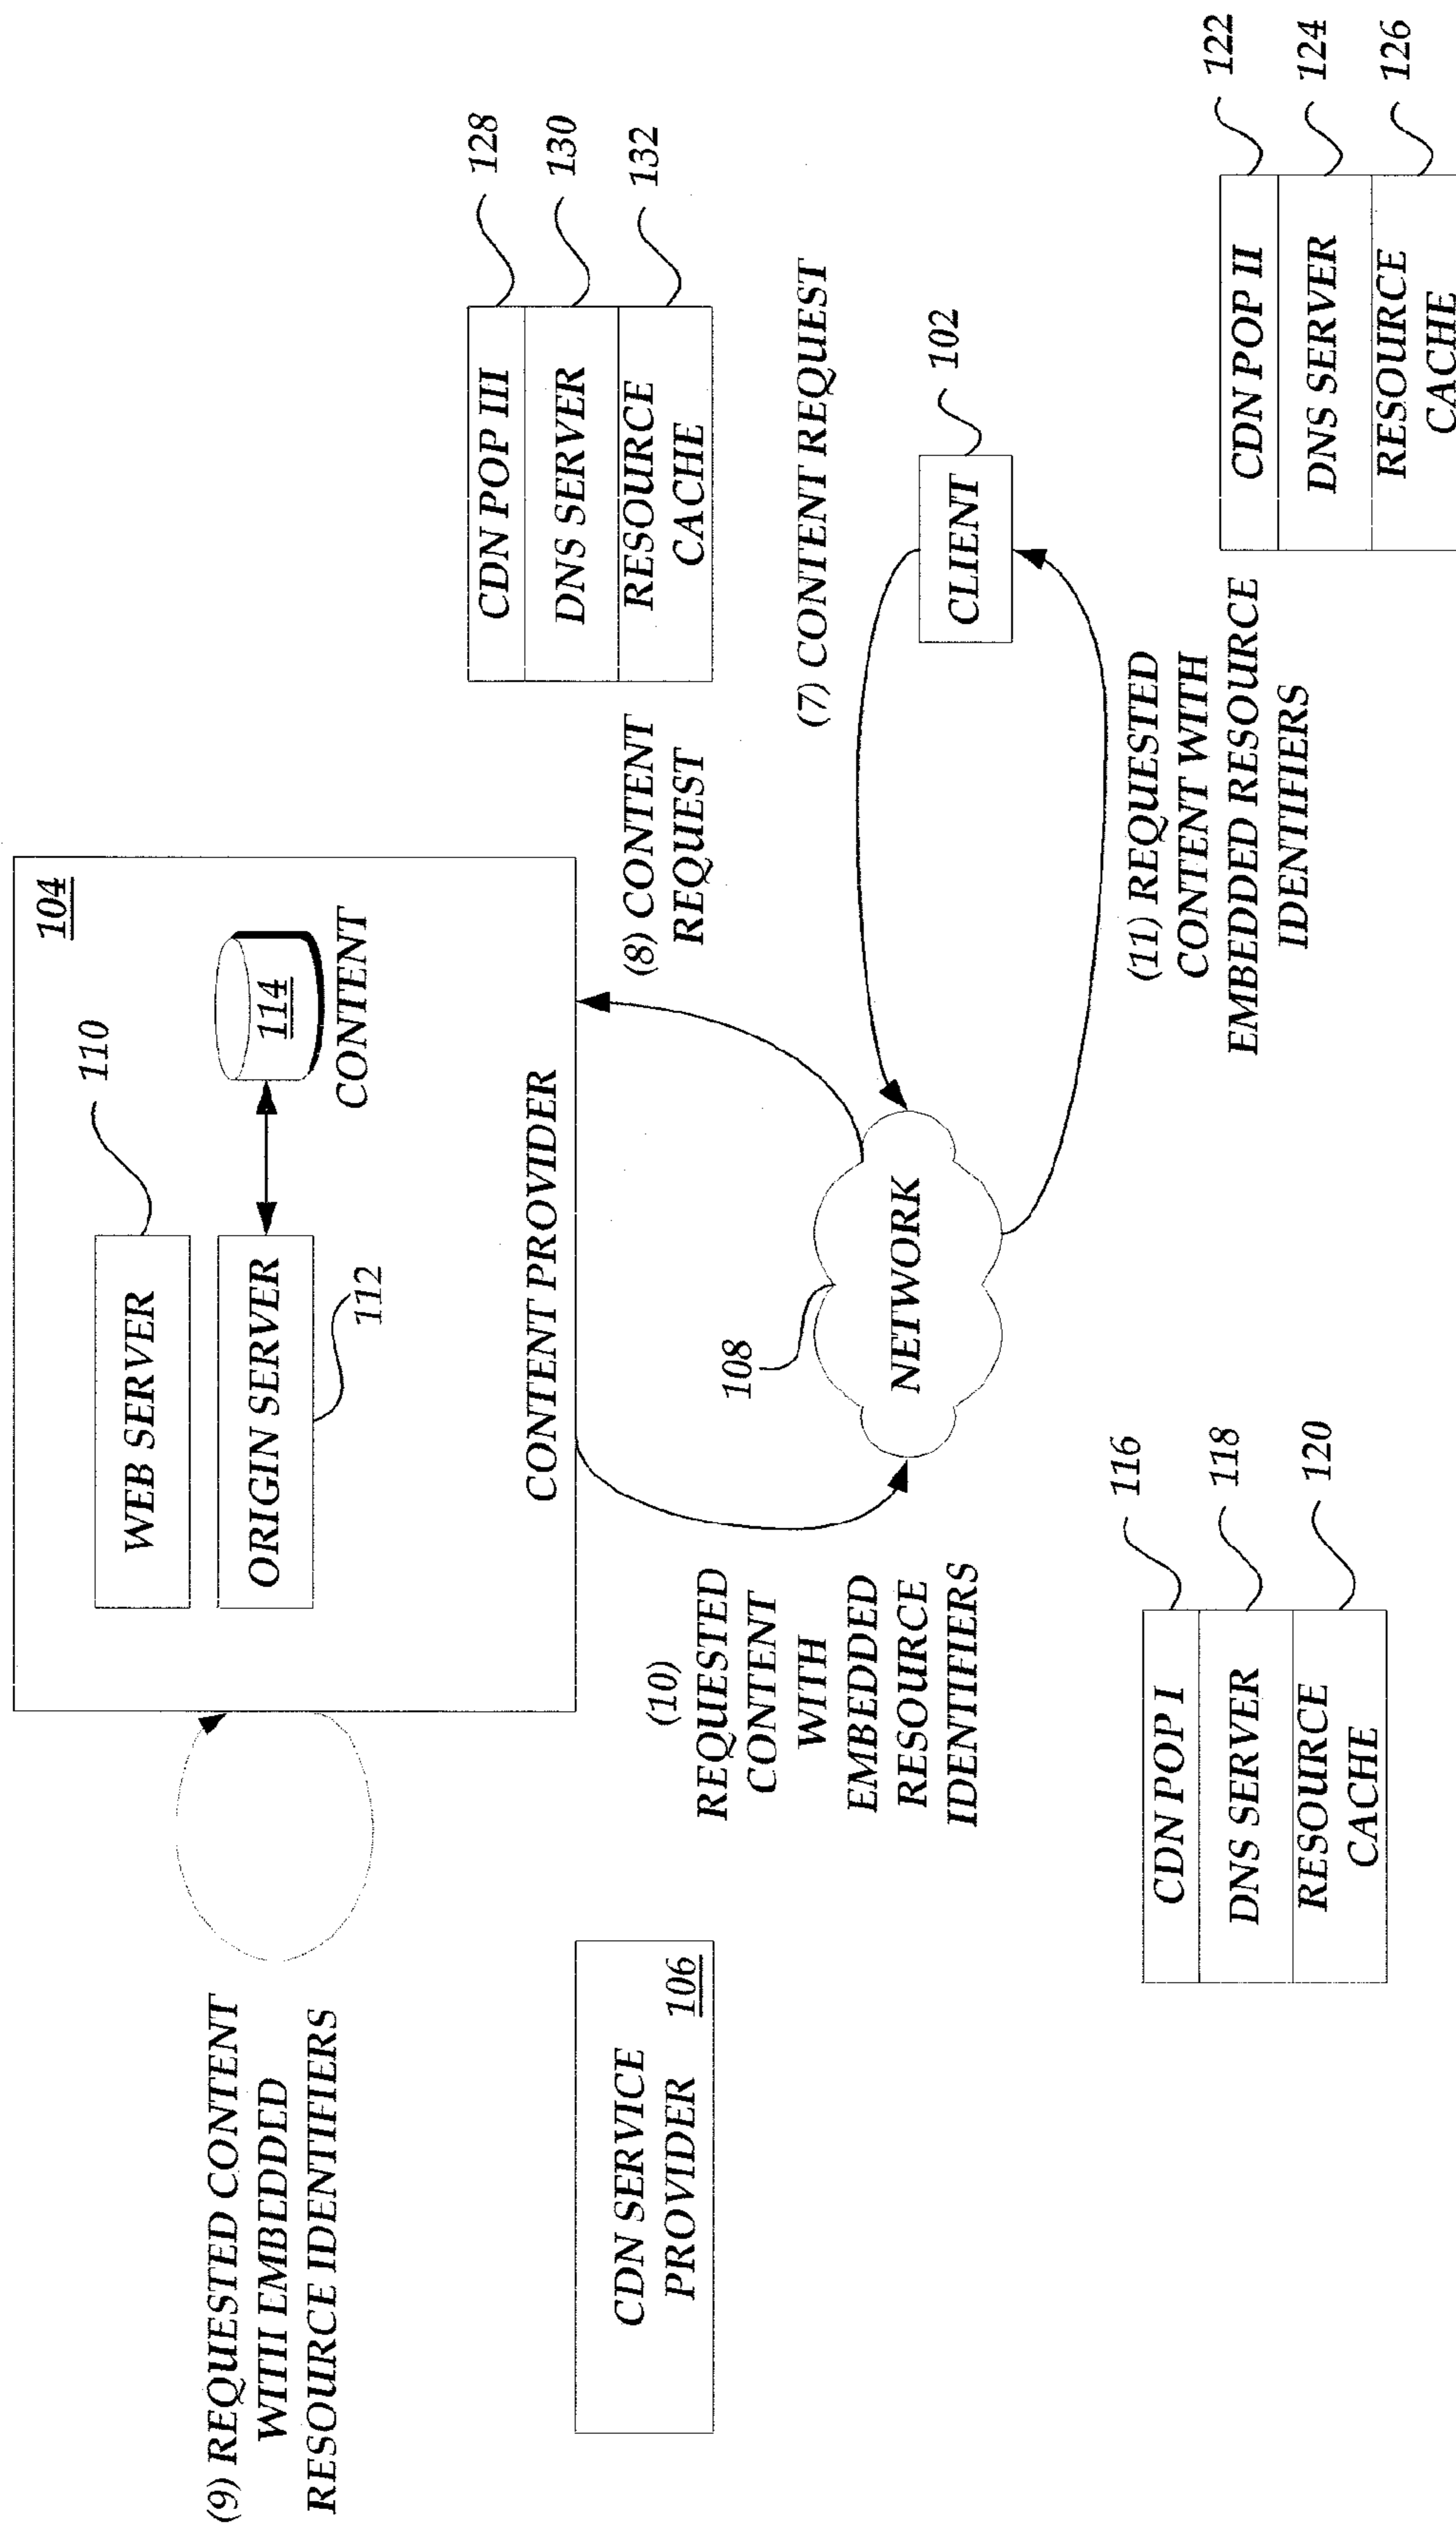 104
WEB SERVER
110
ORIGIN SERVER
112
114
CONTENT
CONTENT PROVIDER
(9) REQUESTED CONTENT
WITH EMBEDDED
RESOURCE IDENTIFIERS
CDN SERVICE
PROVIDER
106
CDN POP III
128
DNS SERVER
130
RESOURCE
CACHE
132
(8) CONTENT
REQUEST
(10)
REQUESTED
CONTENT
WITH
EMBEDDED
RESOURCE
IDENTIFIERS
108
NETWORK
(7) CONTENT REQUEST
CLIENT
102
(11) REQUESTED
CONTENT WITH
EMBEDDED RESOURCE
IDENTIFIERS
CDN POP I
116
DNS SERVER
118
RESOURCE
CACHE
120
CDN POP II
122
DNS SERVER
124
RESOURCE
CACHE
126